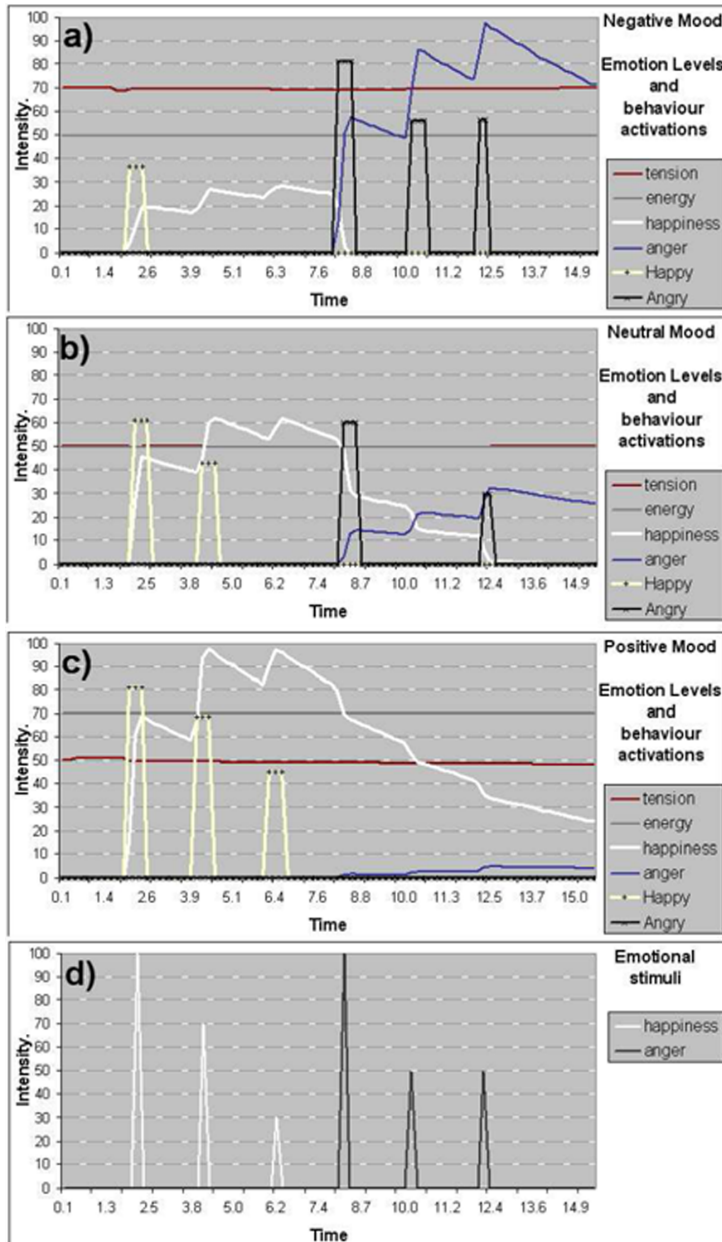 a)
Negative Mood
Emotion Levels
and
behaviour
activations
Intensity.
100
90
80
70
60
50
40
30
20
10
0
0.1 1.4 2.6 3.9 5.1 6.3 7.6 8.8 10.0 11.2 12.5 13.7 14.9
Time
tension
energy
happiness
anger
Happy
Angry
b)
Neutral Mood
Emotion Levels
and
behaviour
activations
Intensity.
100
90
80
70
60
50
40
30
20
10
0
0.1 1.3 2.5 3.8 5.0 6.2 7.4 8.7 10.0 11.2 12.4 13.6 14.9
Time
tension
energy
happiness
anger
Happy
Angry
c)
Positive Mood
Emotion Levels
and
behaviour
activations
Intensity.
100
90
80
70
60
50
40
30
20
10
0
0.1 1.4 2.6 3.9 5.1 6.4 7.6 8.8 10.0 11.3 12.5 13.7 15.0
Time
tension
energy
happiness
anger
Happy
Angry
d)
Emotional
stimuli
Intensity.
100
90
80
70
60
50
40
30
20
10
0
0.1 1.3 2.5 3.8 5.0 6.2 7.4 8.7 10.0 11.2 12.4 13.6 14.9
Time
happiness
anger